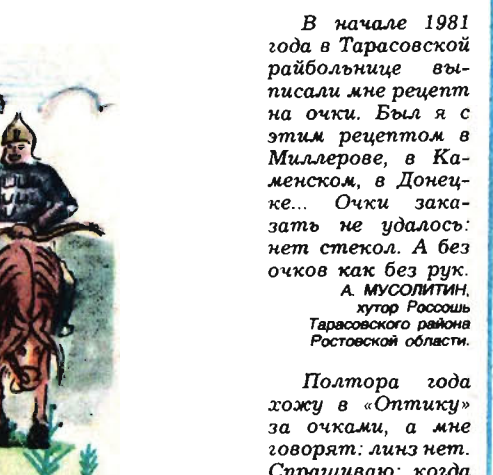 В начале 1981
года в Тарасовской
райбольнице вы-
писали мне рецепт
на очки. Был я с
этим рецептом в
Миллерове, в Ка-
менском, в Донец-
ке... Очки зака-
зать не удалось:
нет стекол. А без
очков как без рук.
А. МУСОЛИТИН,
хутор Россошь
Тарасовского района
Ростовской области.
Полтора года
хожу в «Оптику»
за очками, а мне
говорят: линз нет.
Спрашиваю: когда